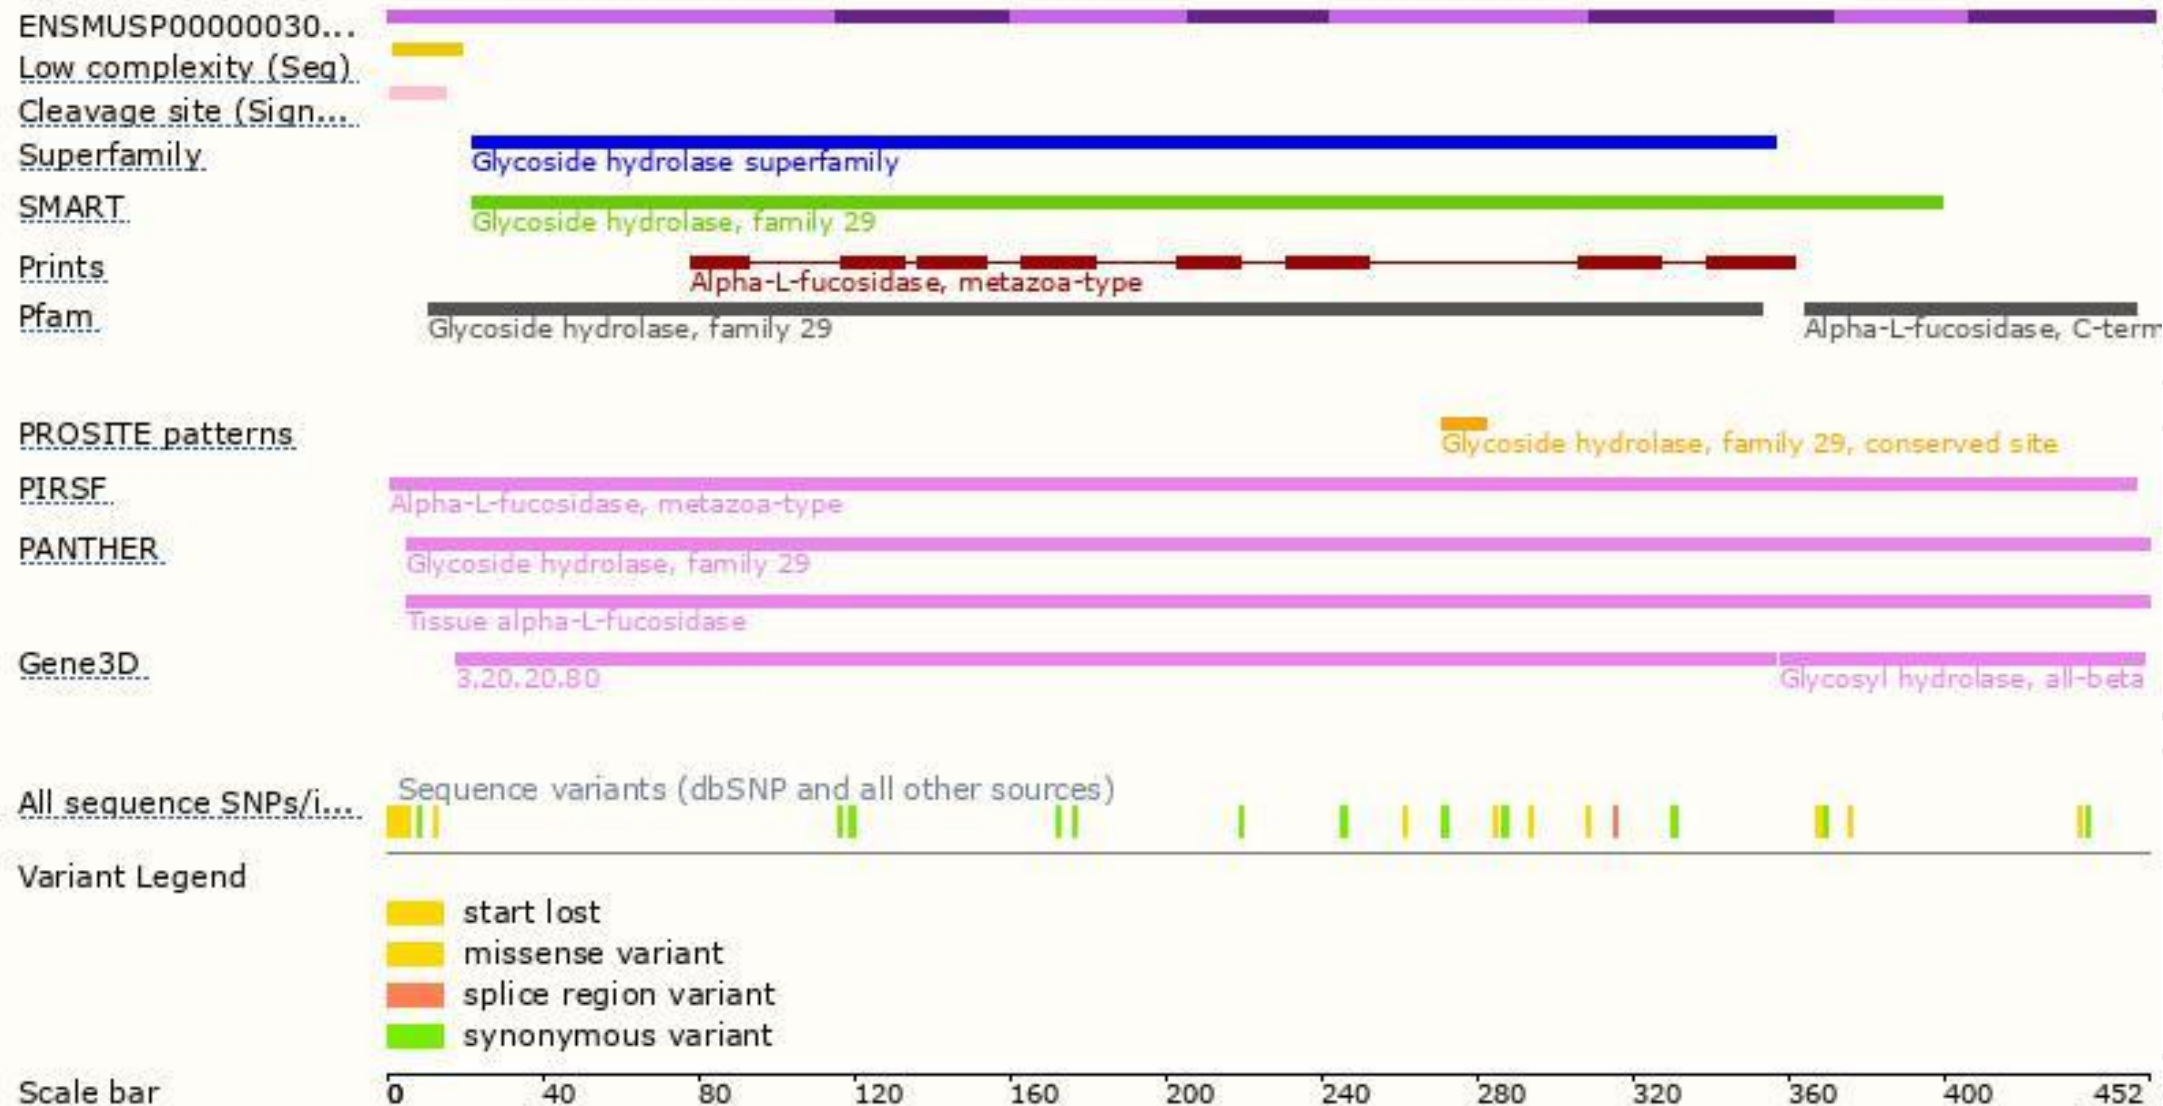 ENSMUSP00000030...
Low complexity (Seg)
Cleavage site (Sign...
Superfamily
Glycoside hydrolase superfamily
SMART
Glycoside hydrolase, family 29
Prints
Alpha-L-fucosidase, metazoa-type
Pfam
Glycoside hydrolase, family 29
Alpha-L-fucosidase, C-term
PROSITE patterns
Glycoside hydrolase, family 29, conserved site
PIRSF
Alpha-L-fucosidase, metazoa-type
PANTHER
Glycoside hydrolase, family 29
Tissue alpha-L-fucosidase
Gene3D
3.20.20.80
Glycosyl hydrolase, all-beta
Sequence variants (dbSNP and all other sources)
All sequence SNPs/i...
Variant Legend
start lost
missense variant
splice region variant
synonymous variant
Scale bar
0 40 80 120 160 200 240 280 320 360 400 452